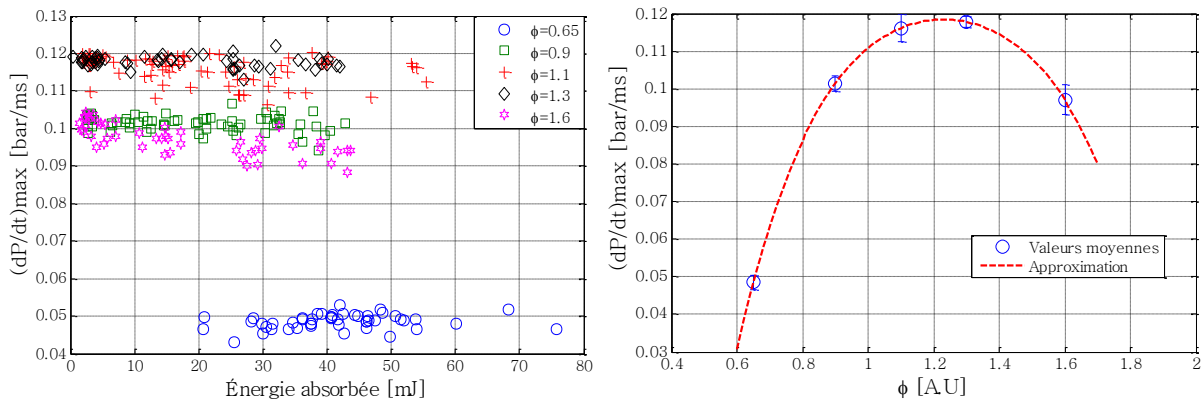 (dP/dt)max [bar/ms]
0.13
0.12
0.11
0.1
0.09
0.08
0.07
0.06
0.05
0.04
0 10 20 30 40 50 60 70 80
Énergie absorbée [mJ]
ϕ=0.65
ϕ=0.9
ϕ=1.1
ϕ=1.3
ϕ=1.6
(dP/dt)max [bar/ms]
0.12
0.11
0.1
0.09
0.08
0.07
0.06
0.05
0.04
0.03
0.4 0.6 0.8 1 1.2 1.4 1.6 1.8 2
ϕ [A.U]
Valeurs moyennes
Approximation